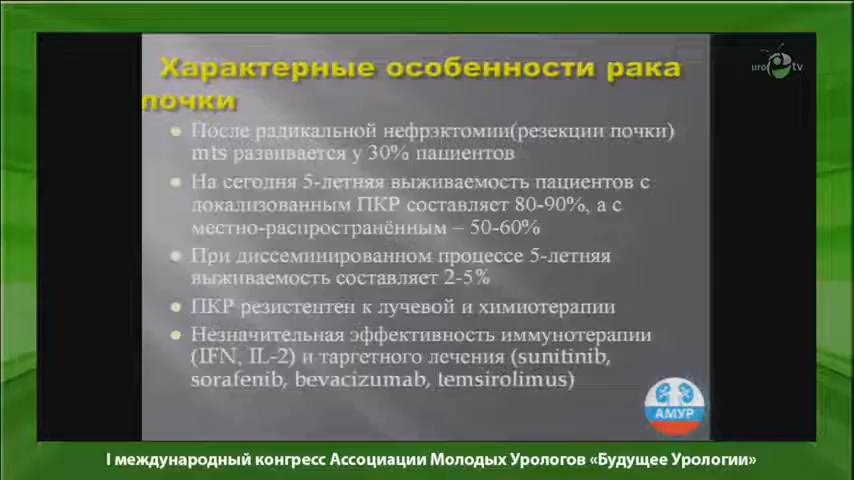 uro tv
Характерные особенности рака
почки
После радикальной нефрэктомии(резекции почки)
mts развивается у 30% пациентов
На сегодня 5-летняя выживаемость пациентов с
локализованным ПКР составляет 80-90%, а с
местно-распространённым – 50-60%
При диссеминированном процессе 5-летняя
выживаемость составляет 2-5%
ПКР резистентен к лучевой и химиотерапии
Незначительная эффективность иммунотерапии
(IFN, IL-2) и таргетного лечения (sunitinib,
sorafenib, bevacizumab, temsirolimus)
АМУР
I международный конгресс Ассоциации Молодых Урологов «Будущее Урологии»